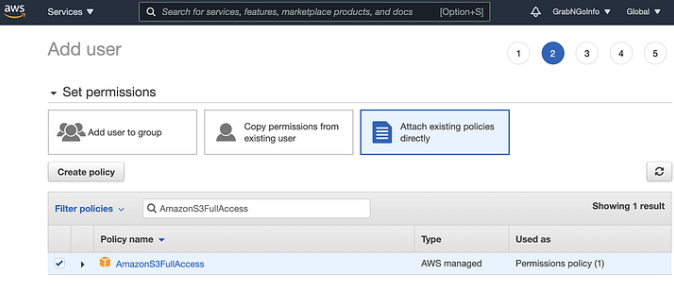 aws Services Search for services, features, marketplace products, and docs [Option+S] GrabNGoInfo Global
Add user
1 2 3 4 5
Set permissions
Add user to group
Copy permissions from
existing user
Attach existing policies
directly
Create policy
Filter policies AmazonS3FullAccess Showing 1 result
Policy name Type Used as
AmazonS3FullAccess AWS managed Permissions policy (1)